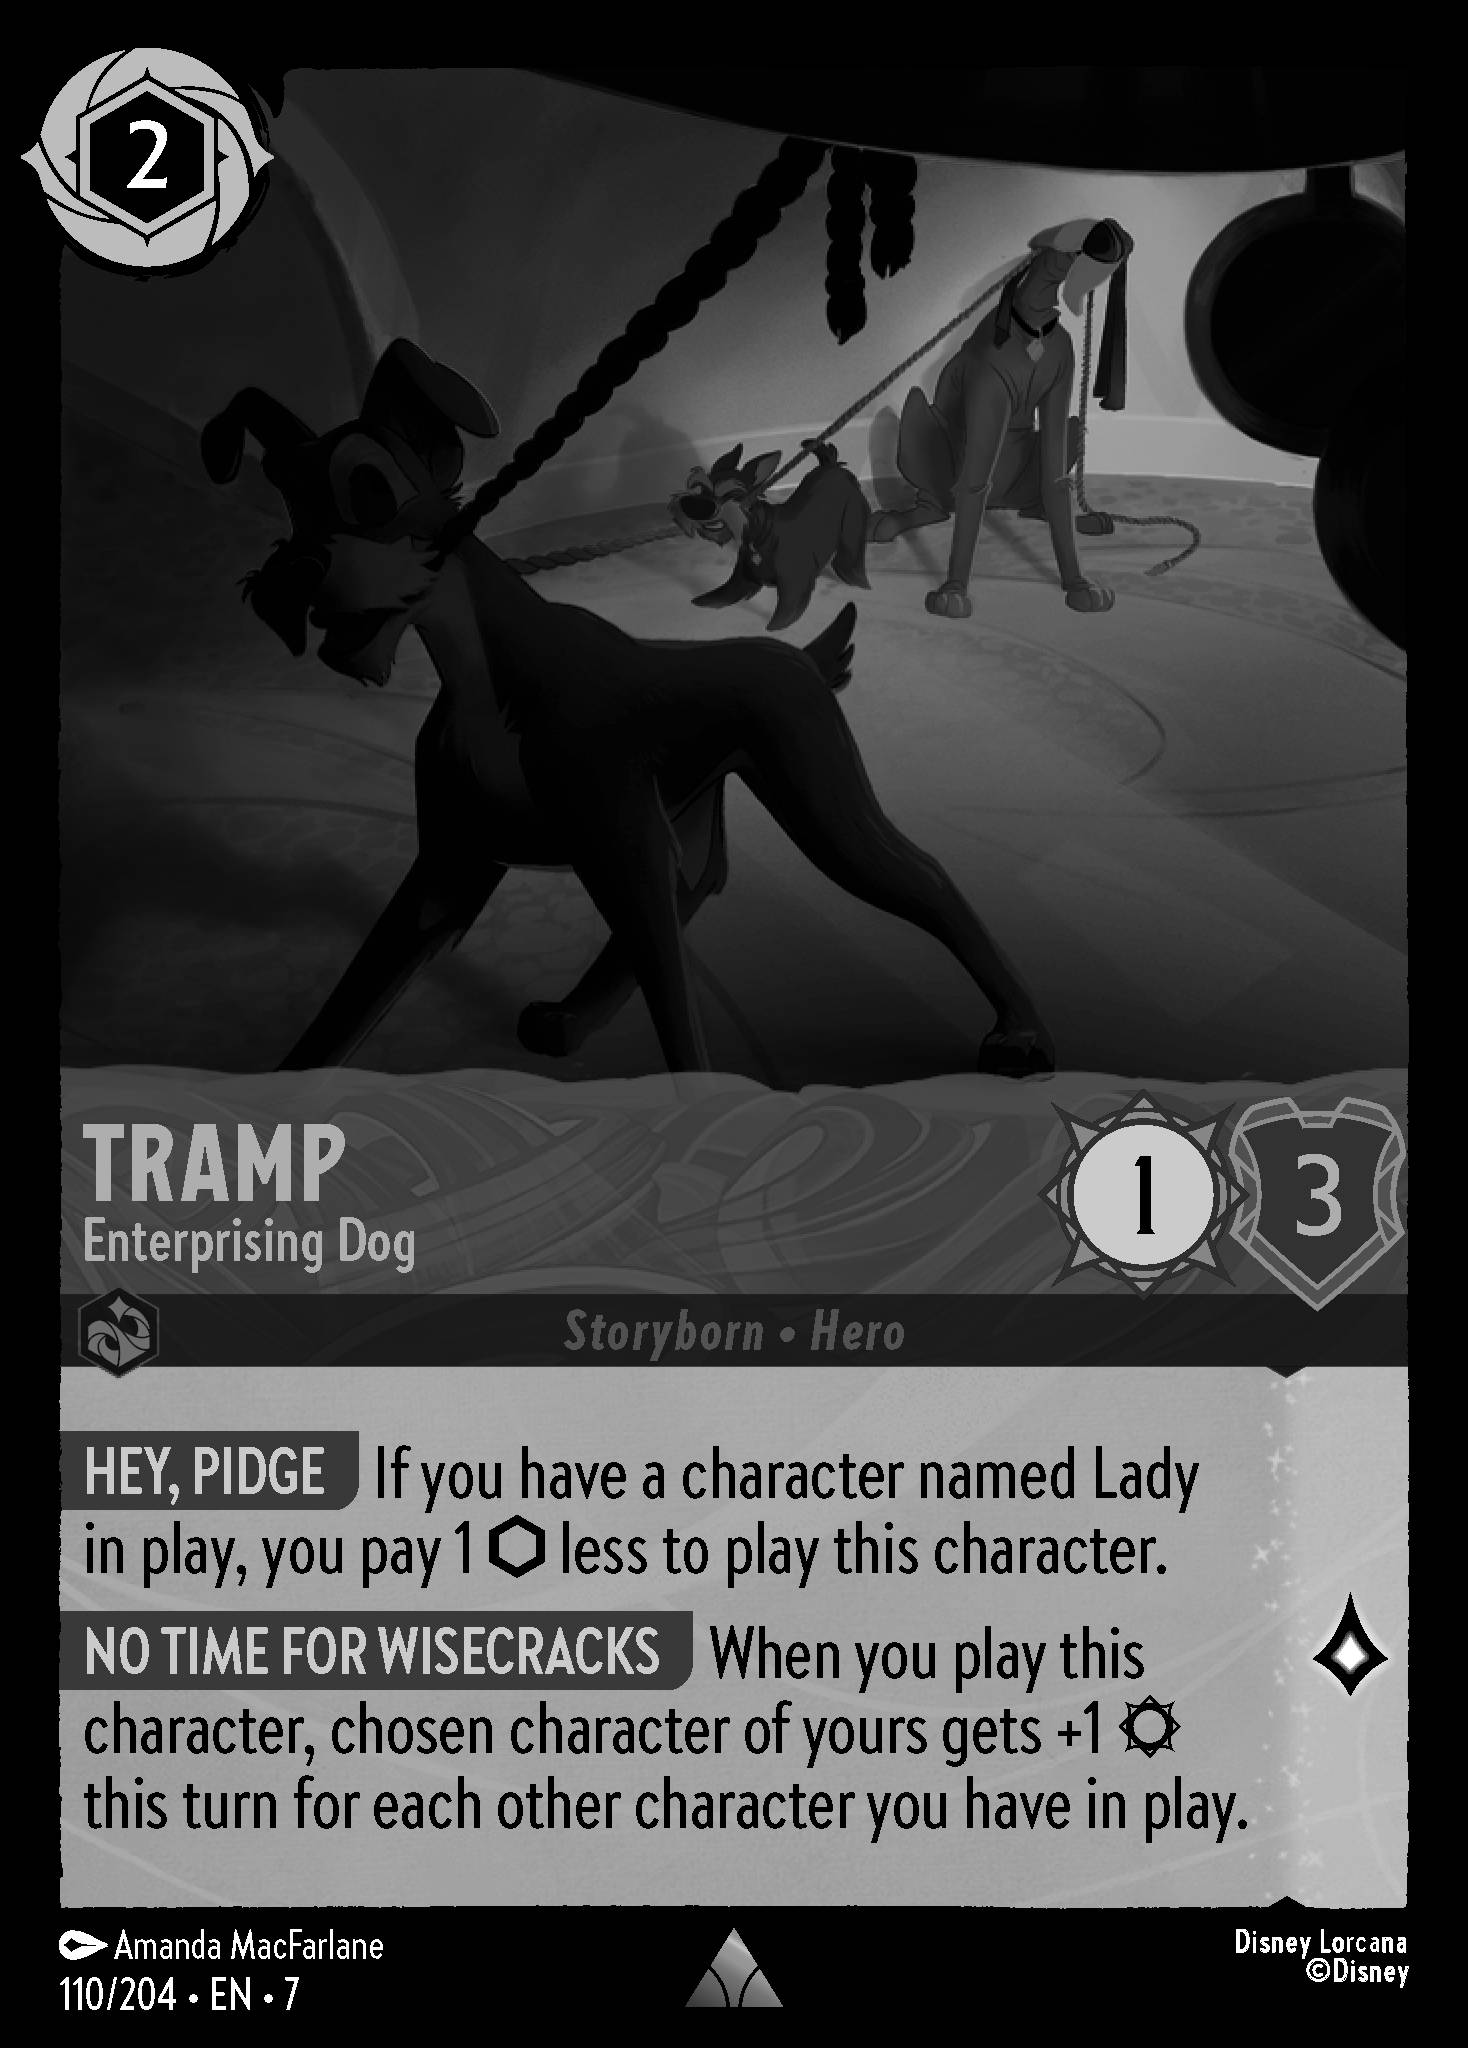 2
TRAMP
Enterprising Dog
1
3
Storyborn • Hero
HEY, PIDGE If you have a character named Lady
in play, you pay 1 ⬡ less to play this character.
NO TIME FOR WISECRACKS When you play this
character, chosen character of yours gets +1 ¤
this turn for each other character you have in play.
Amanda MacFarlane
110/204 • EN • 7
Disney Lorcana
©Disney